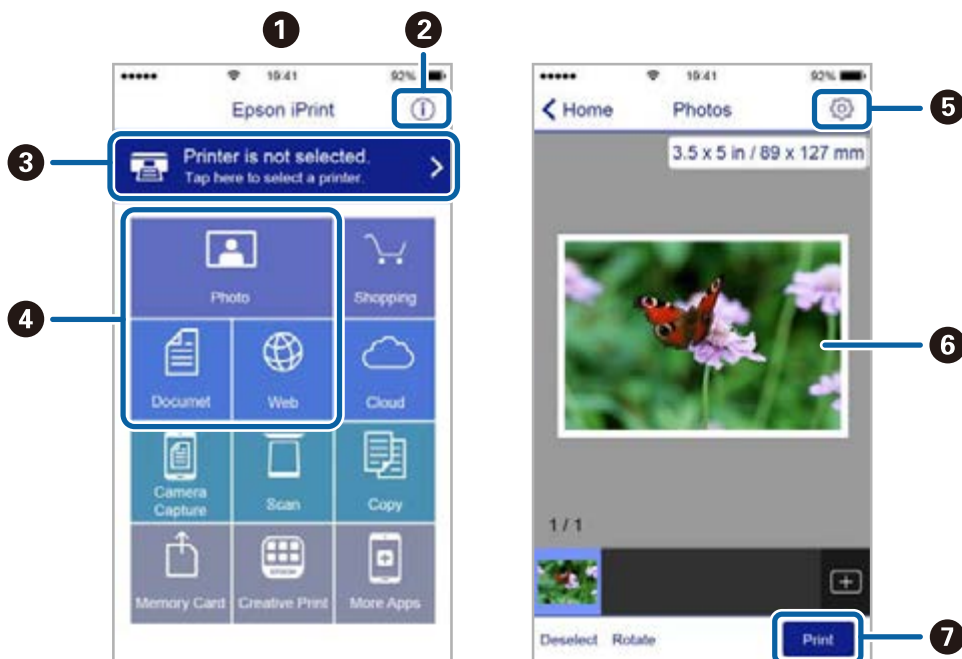 1
2
19:41
92%
Epson iPrint
3
Printer is not selected.
Tap here to select a printer.
4
Photo
Shopping
Documet
Web
Cloud
Camera
Capture
Scan
Copy
Memory Card
Creative Print
More Apps
19:41
92%
Home
Photos
5
3.5 x 5 in / 89 x 127 mm
6
1 / 1
Deselect
Rotate
Print
7